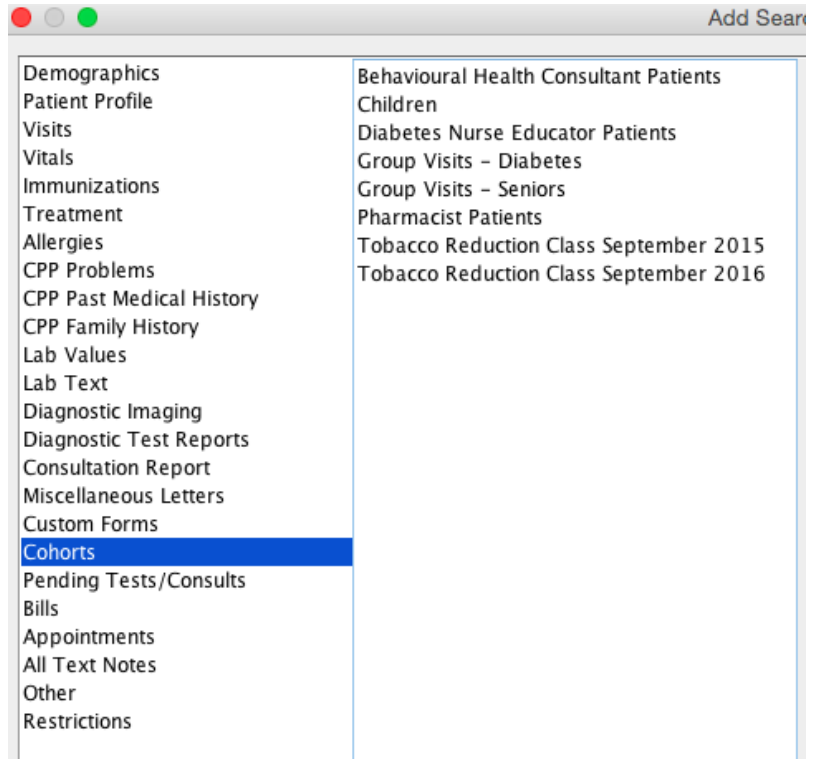 Add Sear
Demographics
Patient Profile
Visits
Vitals
Immunizations
Treatment
Allergies
CPP Problems
CPP Past Medical History
CPP Family History
Lab Values
Lab Text
Diagnostic Imaging
Diagnostic Test Reports
Consultation Report
Miscellaneous Letters
Custom Forms
Cohorts
Pending Tests/Consults
Bills
Appointments
All Text Notes
Other
Restrictions
Behavioural Health Consultant Patients
Children
Diabetes Nurse Educator Patients
Group Visits – Diabetes
Group Visits – Seniors
Pharmacist Patients
Tobacco Reduction Class September 2015
Tobacco Reduction Class September 2016